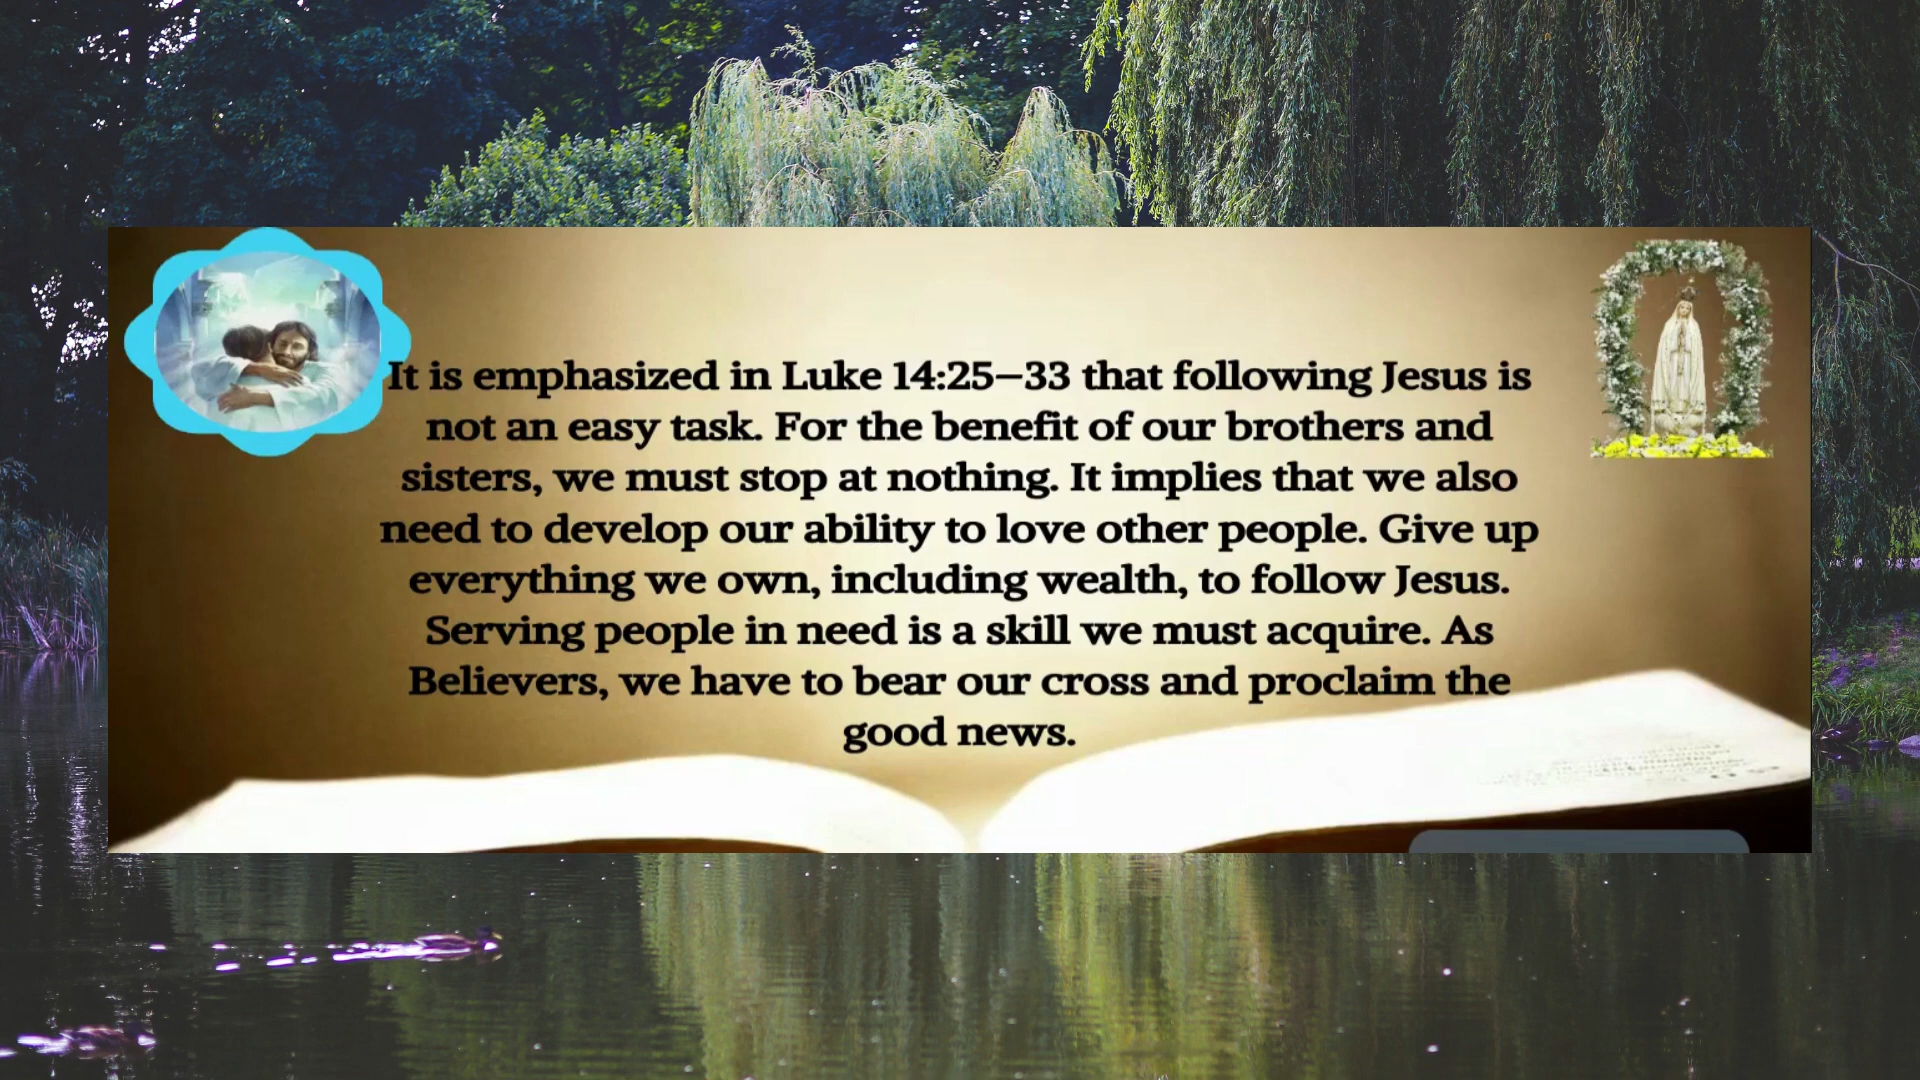 It is emphasized in Luke 14:25–33 that following Jesus is
not an easy task. For the benefit of our brothers and
sisters, we must stop at nothing. It implies that we also
need to develop our ability to love other people. Give up
everything we own, including wealth, to follow Jesus.
Serving people in need is a skill we must acquire. As
Believers, we have to bear our cross and proclaim the
good news.